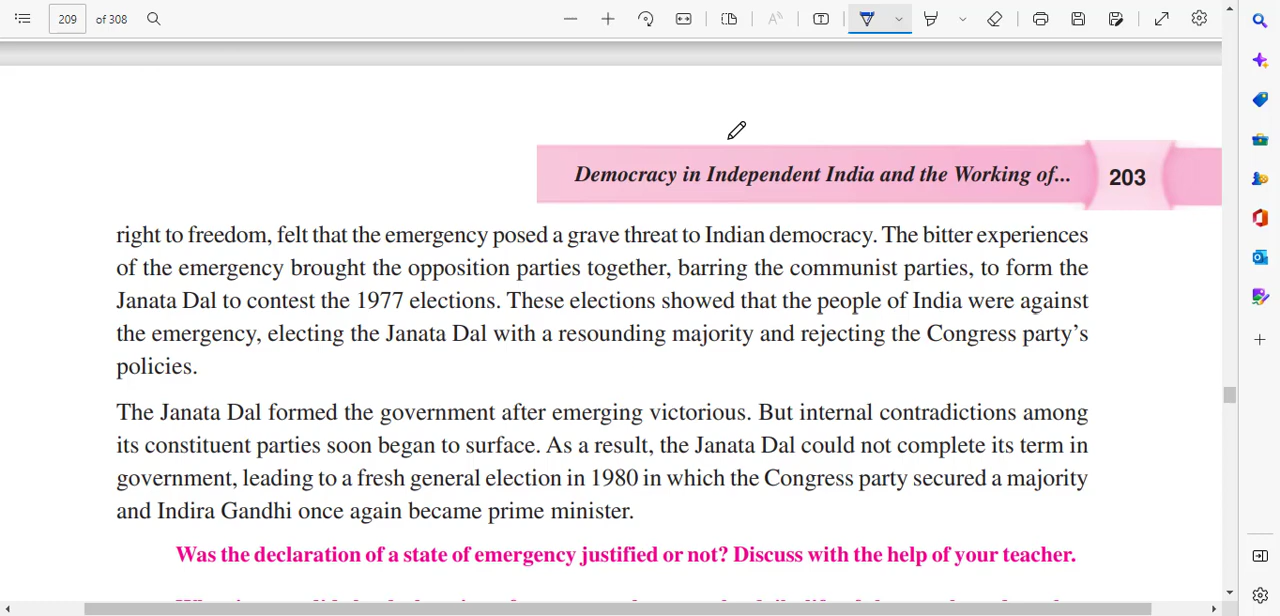 209 of 308
Democracy in Independent India and the Working of... 203
right to freedom, felt that the emergency posed a grave threat to Indian democracy. The bitter experiences
of the emergency brought the opposition parties together, barring the communist parties, to form the
Janata Dal to contest the 1977 elections. These elections showed that the people of India were against
the emergency, electing the Janata Dal with a resounding majority and rejecting the Congress party's
policies.
The Janata Dal formed the government after emerging victorious. But internal contradictions among
its constituent parties soon began to surface. As a result, the Janata Dal could not complete its term in
government, leading to a fresh general election in 1980 in which the Congress party secured a majority
and Indira Gandhi once again became prime minister.
Was the declaration of a state of emergency justified or not? Discuss with the help of your teacher.